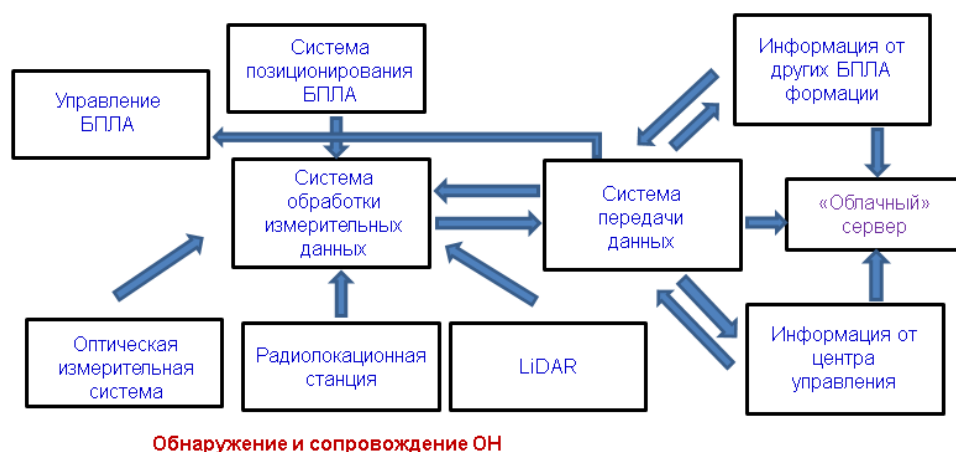 Система
позиционирования
БПЛА
Информация от
других БПЛА
формации
Управление
БПЛА
Система
обработки
измерительных
данных
Система
передачи
данных
«Облачный»
сервер
Оптическая
измерительная
система
Радиолокационная
станция
LiDAR
Информация от
центра
управления
Обнаружение и сопровождение ОН